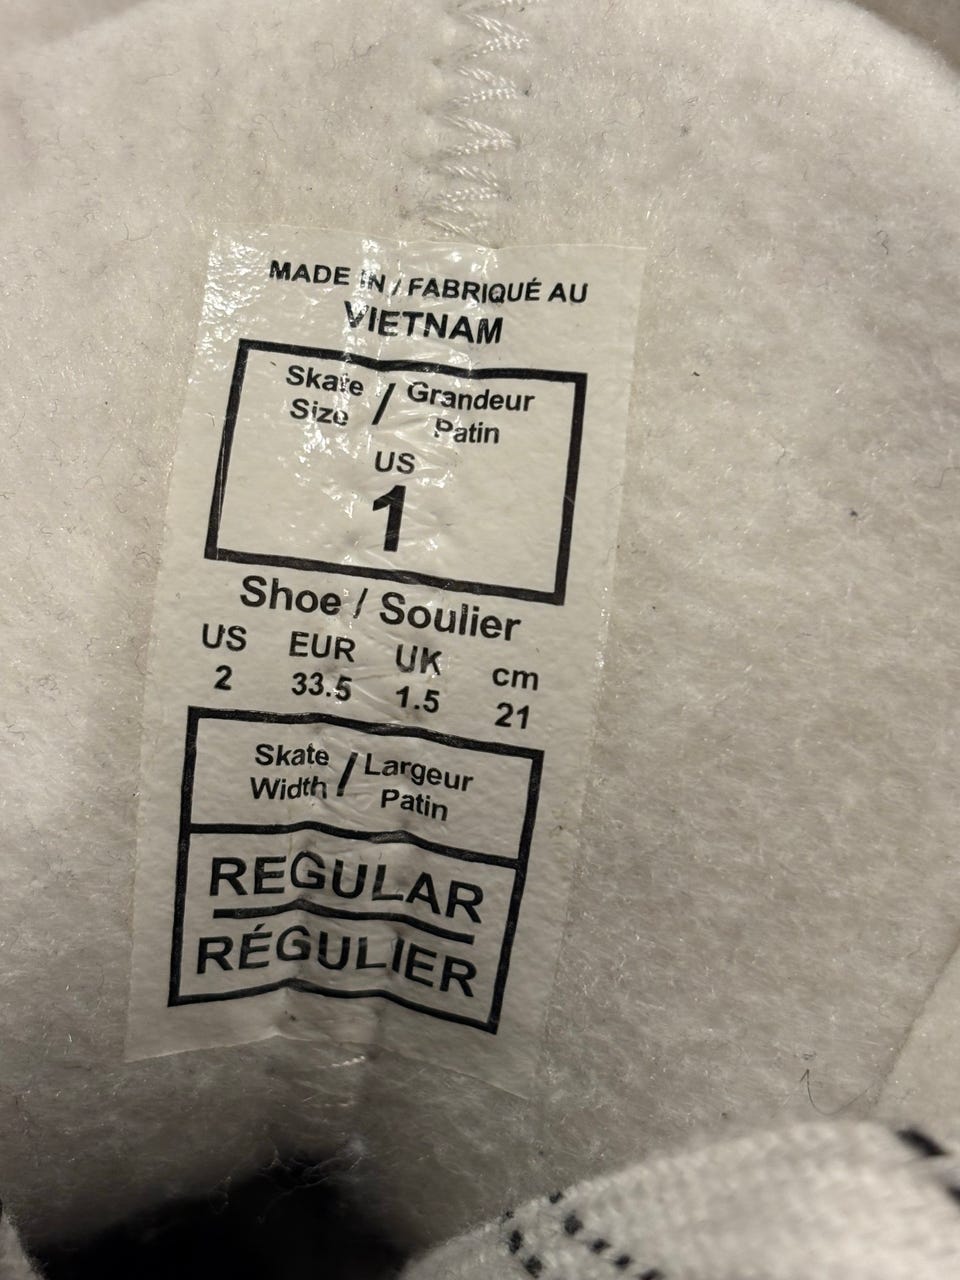 MADE IN / FABRIQUÉ AU
VIETNAM
Skate Size / Grandeur Patin
US
1
Shoe / Soulier
US EUR UK cm
2 33.5 1.5 21
Skate Width / Largeur Patin
REGULAR
RÉGULIER